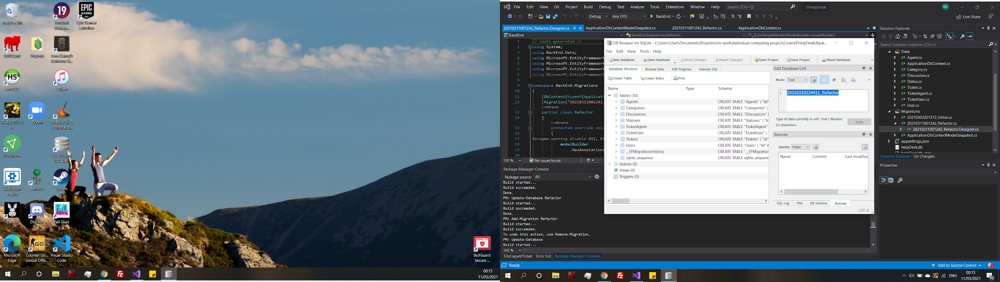 Recycle Bin
Football Manag...
Epic Games Launcher
19
EPIC GAMES
BullGuard
Projects
Tom Clancy's Rainbow Si...
HS
HeidiSQL
iTunes
DARK SOULS III
Zoom
DARK SOULS II Scholar o...
ProtonVPN
DB Browser (SQLite)
Wallpaper Engine
Terraria
Steam
Deceit
Discord
Fall Guys
FALL GUYS
Microsoft Edge
Counter-Str... Global Offe...
Visual Studio Code
GO
BullGuard Secure ...
00:15
11/03/2021
File Edit View Git Project Build Debug Test Analyze Tools Extensions Window Help Search (Ctrl+Q) ITHelpDesk NC
Debug Any CPU BackEnd Live Share
20210311001242_Refactor.Designer.cs ApplicationDbContextModelSnapshot.cs 20210311001242_Refactor.cs ApplicationDbContext.cs
BackEnd BackEnd.Migrations.Refactor BuildTargetModel(ModelBuilder modelBuilder)
1 // <auto-generated />
2 using System;
3 using BackEnd.Data;
4 using Microsoft.EntityFramework
5 using Microsoft.EntityFramework
6 using Microsoft.EntityFramework
7 using Microsoft.EntityFramework
8
9 namespace BackEnd.Migrations
10 {
11 [DbContext(typeof(Applicati
12 [Migration("20210311001242_
1 reference
13 partial class Refactor
14 {
1 reference
15 protected override void
16 {
17 #pragma warning disable 612, 61
18 modelBuilder
19 .HasAnnotation(
20
100 % No issues found
Package Manager Console
Package source: All
Build started...
Build succeeded.
Done.
PM> Update-Database Refactor
Build started...
Build succeeded.
Done.
PM> Add-Migration Refactor
Build started...
Build succeeded.
To undo this action, use Remove-Migration.
PM> Update-Database
Build started...
100 %
Find agentTicket Error List Package Manager Console
Ready
Add to Source Control
1
DB Browser for SQLite - C:\Users\User\Documents\Projects\Uni work\Individual computing project\Code\ITHelpDesk\Back...
File Edit View Tools Help
New Database Open Database Write Changes Revert Changes Open Project Save Project Attach Database
Database Structure Browse Data Edit Pragmas Execute SQL
Create Table Create Index Print
Name Type Schema
Tables (10)
Agents CREATE TABLE "Agents" ( "Id"
Categories CREATE TABLE "Categories" (
Discussions CREATE TABLE "Discussions" (
Statuses CREATE TABLE "Statuses" ( "Ic
TicketAgent CREATE TABLE "TicketAgent"
TicketUser CREATE TABLE "TicketUser" (
Tickets CREATE TABLE "Tickets" ( "Id"
Users CREATE TABLE "Users" ( "Id" I
__EFMigrationsHistory CREATE TABLE "__EFMigration
sqlite_sequence CREATE TABLE sqlite_sequenc
Indices (6)
Views (0)
Triggers (0)
Edit Database Cell
Mode: Text
1 20210310224411_Refactor
Type of data currently in cell: Text / Numeric
23 characters
Apply
Remote
Identity Public
Name Commit Last modified
SQL Log Plot DB Schema Remote
UTF-8
Solution Explorer
Search Solution Explorer (Ctrl+;)
Data
Agent.cs
ApplicationDbContext.cs
Category.cs
Discussion.cs
Status.cs
Ticket.cs
TicketAgent.cs
TicketUser.cs
User.cs
Migrations
20210303201313_Initial.cs
20210311001242_Refactor.cs
20210311001242_Refactor.Designer.cs
ApplicationDbContextModelSnapshot.cs
appsettings.json
helpDesk.db
helpDesk.db-shm
Solution Explorer Git Changes
Properties
ENG
00:15
11/03/2021
10